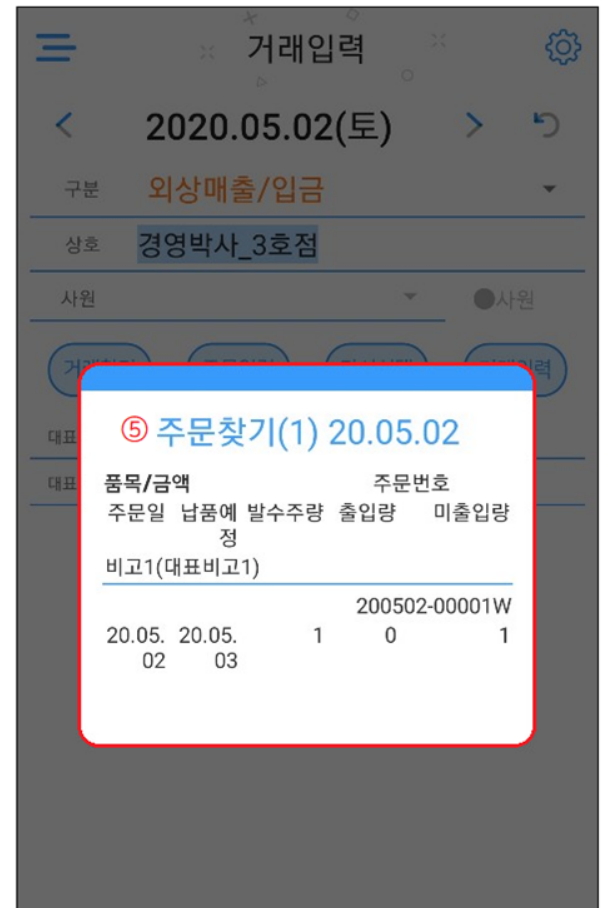 거래입력
2020.05.02(토)
구분 외상매출/입금
상호 경영박사_3호점
사원 사원
대표
⑤ 주문찾기(1) 20.05.02
대표
품목/금액 주문번호
주문일 납품예정 발수주량 출입량 미출입량
비고1(대표비고1)
200502-00001W
20.05.02 20.05.03 1 0 1